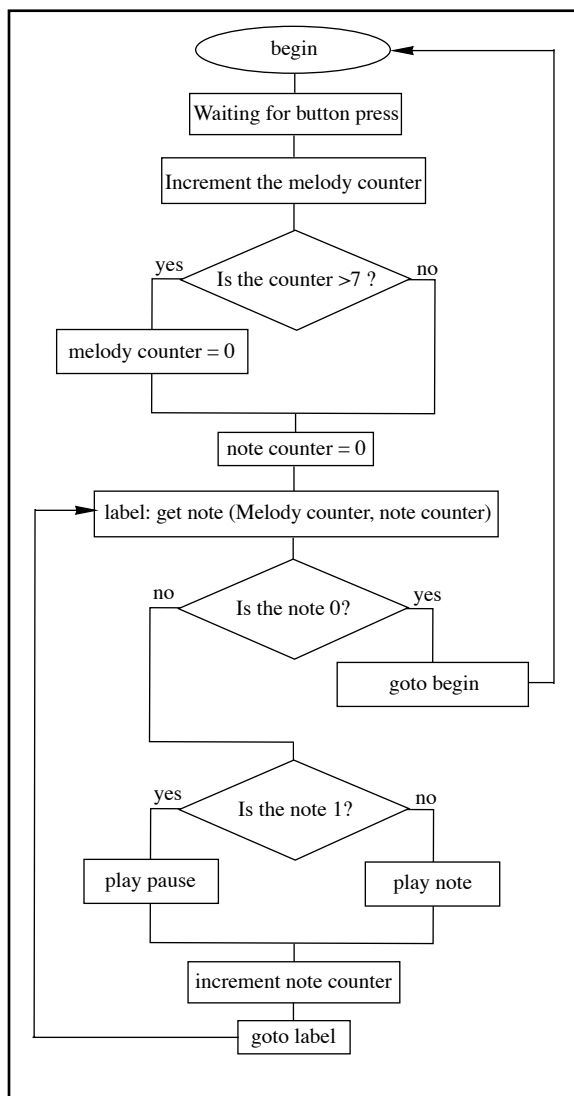 begin
Waiting for button press
Increment the melody counter
yes
Is the counter >7 ?
no
melody counter = 0
note counter = 0
label: get note (Melody counter, note counter)
no
Is the note 0?
yes
goto begin
yes
Is the note 1?
no
play pause
play note
increment note counter
goto label